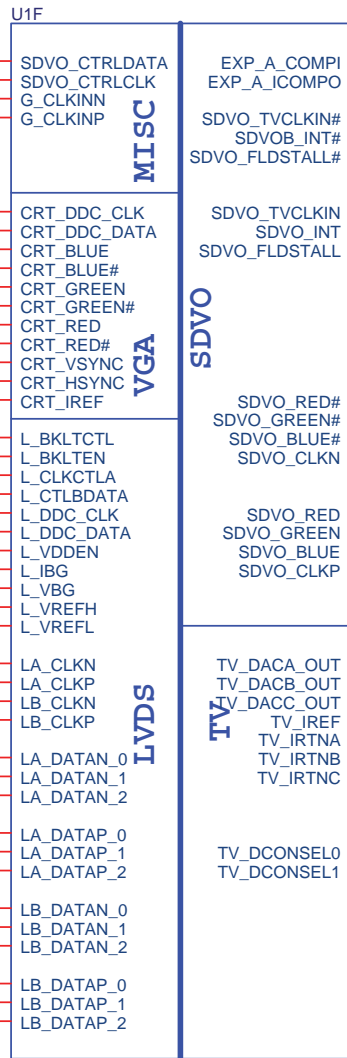 U1F
SDVO_CTRLDATA
SDVO_CTRLCLK
G_CLKINN
G_CLKINP
MISC
CRT_DDC_CLK
CRT_DDC_DATA
CRT_BLUE
CRT_BLUE#
CRT_GREEN
CRT_GREEN#
CRT_RED
CRT_RED#
CRT_VSYNC
CRT_HSYNC
CRT_IREF
VGA
L_BKLTCTL
L_BKLTEN
L_CLKCTLA
L_CTLBDATA
L_DDC_CLK
L_DDC_DATA
L_VDDEN
L_IBG
L_VBG
L_VREFH
L_VREFL
LA_CLKN
LA_CLKP
LB_CLKN
LB_CLKP
LA_DATAN_0
LA_DATAN_1
LA_DATAN_2
LA_DATAP_0
LA_DATAP_1
LA_DATAP_2
LB_DATAN_0
LB_DATAN_1
LB_DATAN_2
LB_DATAP_0
LB_DATAP_1
LB_DATAP_2
LVDS
EXP_A_COMPI
EXP_A_ICOMPO
SDVO_TVCLKIN#
SDVOB_INT#
SDVO_FLDSTALL#
SDVO_TVCLKIN
SDVO_INT
SDVO_FLDSTALL
SDVO
SDVO_RED#
SDVO_GREEN#
SDVO_BLUE#
SDVO_CLKN
SDVO_RED
SDVO_GREEN
SDVO_BLUE
SDVO_CLKP
TV_DACA_OUT
TV_DACB_OUT
TV_DACC_OUT
TV_IREF
TV_IRTNA
TV_IRTNB
TV_IRTNC
TV
TV_DCONSEL0
TV_DCONSEL1